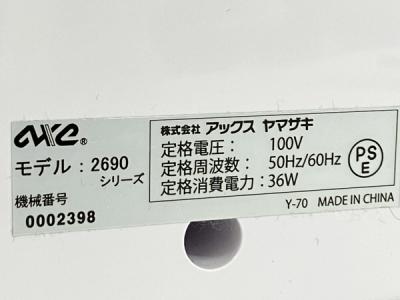 axe®
モデル : 2690
シリーズ
機械番号
0002398
株式会社 アックス ヤマザキ
定格電圧: 100V
定格周波数: 50Hz/60Hz
定格消費電力: 36W
PS
E
Y-70 MADE IN CHINA